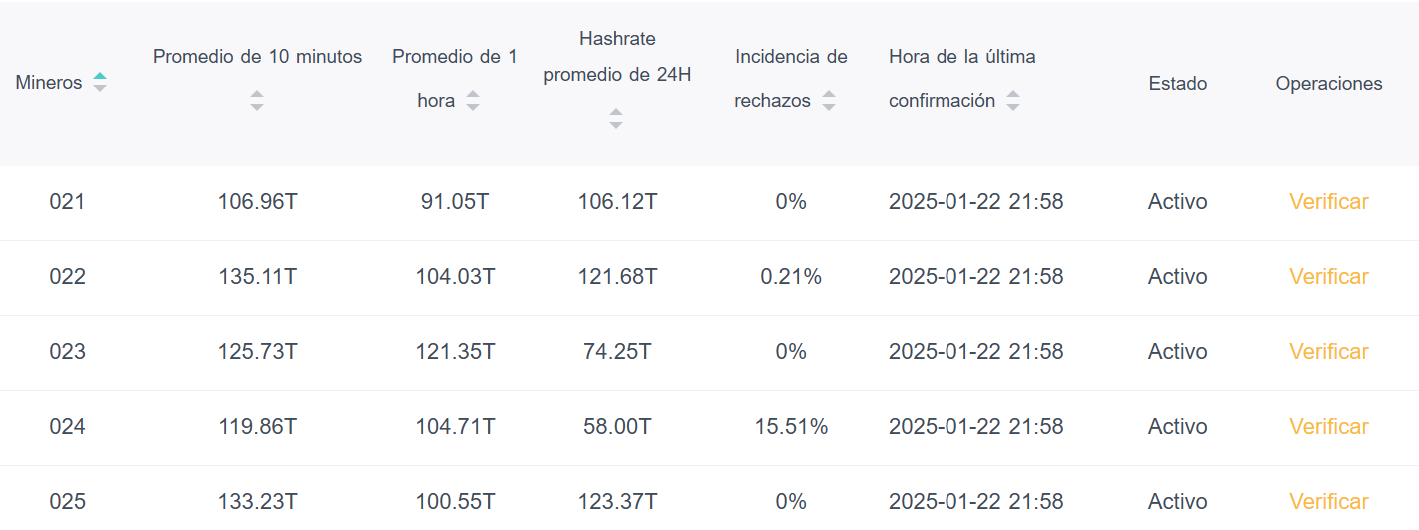 Mineros
Promedio de 10 minutos
Promedio de 1
hora
Hashrate
promedio de 24H
Incidencia de
rechazos
Hora de la última
confirmación
Estado
Operaciones
021 106.96T 91.05T 106.12T 0% 2025-01-22 21:58 Activo Verificar
022 135.11T 104.03T 121.68T 0.21% 2025-01-22 21:58 Activo Verificar
023 125.73T 121.35T 74.25T 0% 2025-01-22 21:58 Activo Verificar
024 119.86T 104.71T 58.00T 15.51% 2025-01-22 21:58 Activo Verificar
025 133.23T 100.55T 123.37T 0% 2025-01-22 21:58 Activo Verificar